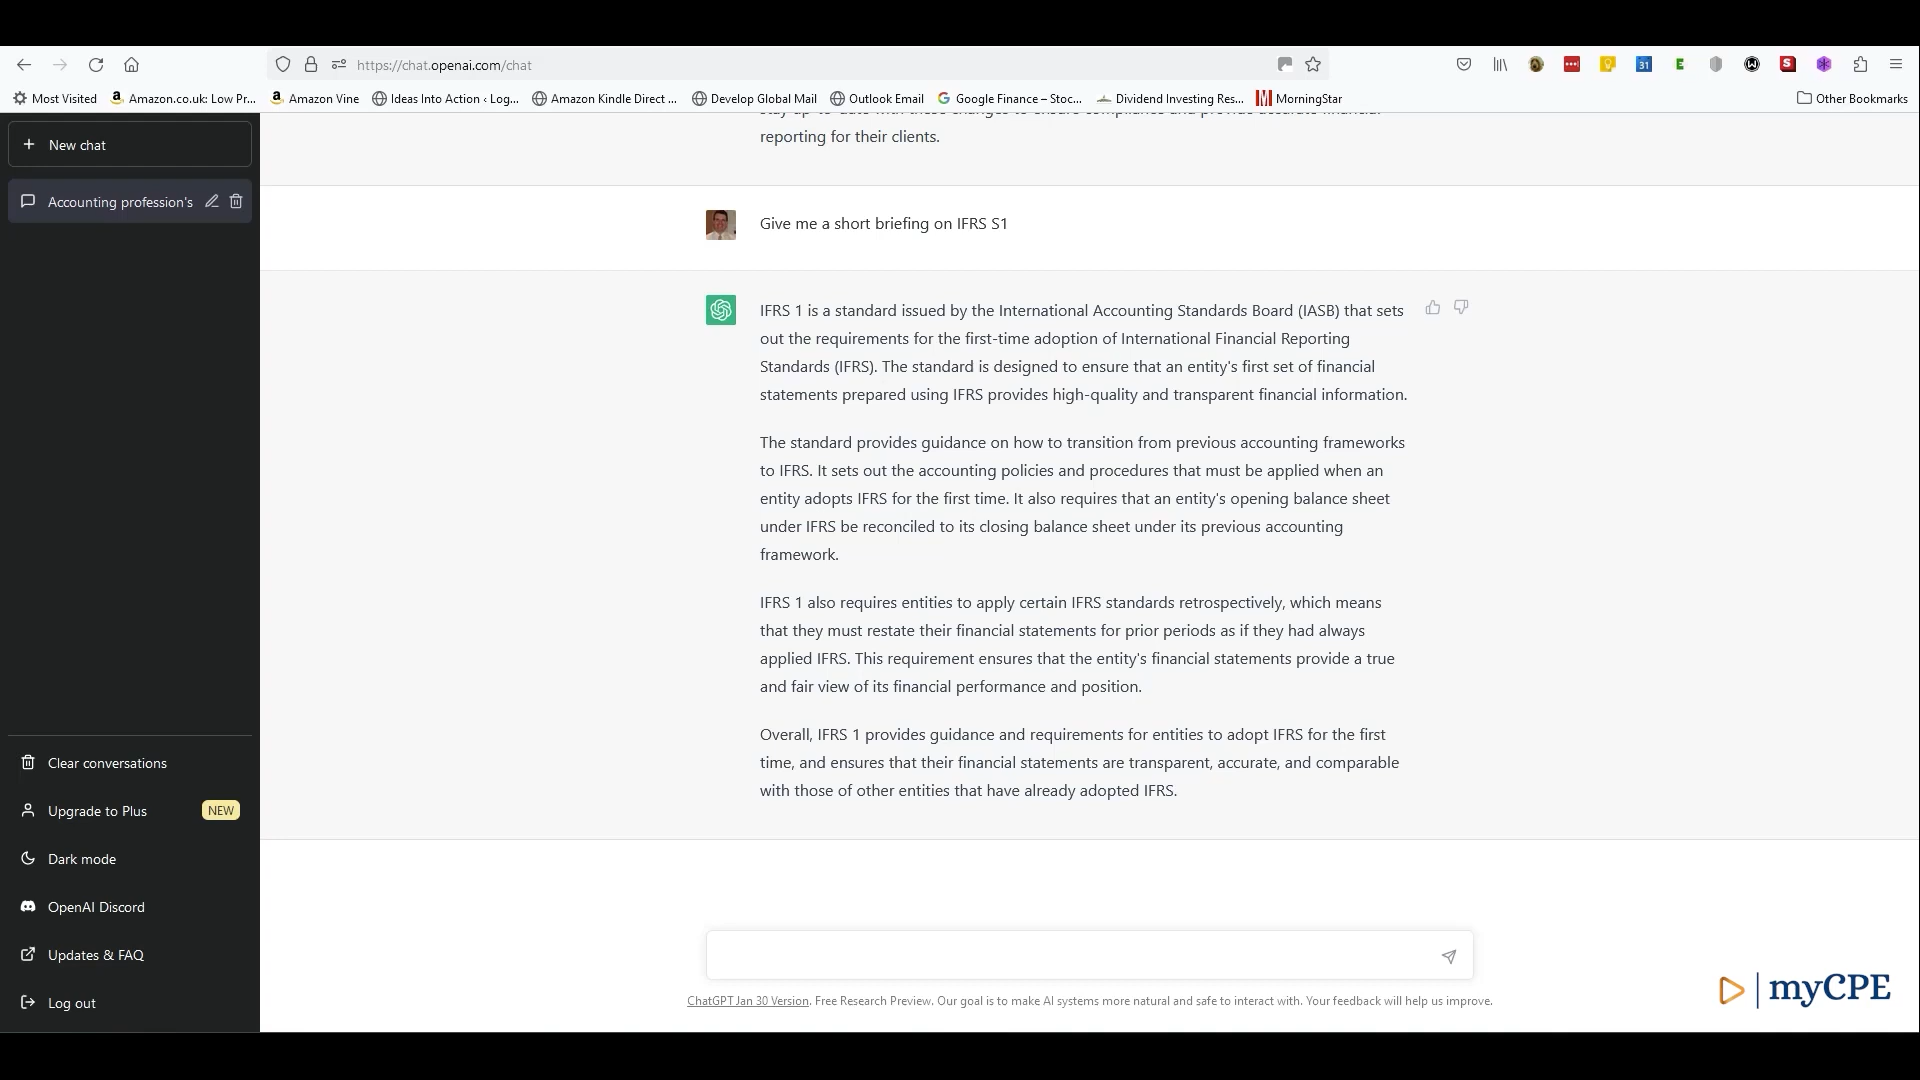 https://chat.openai.com/chat
Most Visited
Amazon.co.uk: Low Pr...
Amazon Vine
Ideas Into Action ‹ Log...
Amazon Kindle Direct ...
Develop Global Mail
Outlook Email
Google Finance – Stoc...
Dividend Investing Res...
MorningStar
Other Bookmarks
New chat
Accounting profession's
Clear conversations
Upgrade to Plus
NEW
Dark mode
OpenAI Discord
Updates & FAQ
Log out
stay up-to-date with these changes to ensure compliance and provide accurate financial
reporting for their clients.
Give me a short briefing on IFRS S1
IFRS 1 is a standard issued by the International Accounting Standards Board (IASB) that sets
out the requirements for the first-time adoption of International Financial Reporting
Standards (IFRS). The standard is designed to ensure that an entity's first set of financial
statements prepared using IFRS provides high-quality and transparent financial information.
The standard provides guidance on how to transition from previous accounting frameworks
to IFRS. It sets out the accounting policies and procedures that must be applied when an
entity adopts IFRS for the first time. It also requires that an entity's opening balance sheet
under IFRS be reconciled to its closing balance sheet under its previous accounting
framework.
IFRS 1 also requires entities to apply certain IFRS standards retrospectively, which means
that they must restate their financial statements for prior periods as if they had always
applied IFRS. This requirement ensures that the entity's financial statements provide a true
and fair view of its financial performance and position.
Overall, IFRS 1 provides guidance and requirements for entities to adopt IFRS for the first
time, and ensures that their financial statements are transparent, accurate, and comparable
with those of other entities that have already adopted IFRS.
ChatGPT Jan 30 Version. Free Research Preview. Our goal is to make AI systems more natural and safe to interact with. Your feedback will help us improve.
myCPE